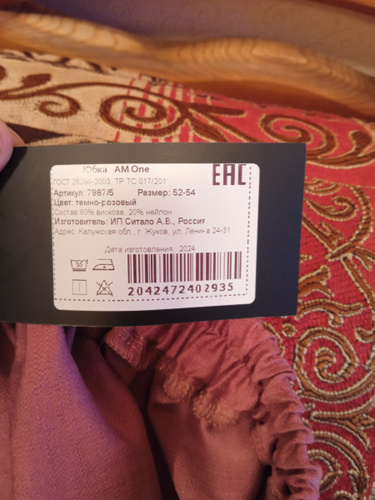 Юбка AM One
EAC
ГОСТ 25294-2003, ТР ТС 017/2011
Артикул: 7987/5 Размер: 52-54
Цвет: темно-розовый
Состав:80% вискоза, 20% нейлон
Изготовитель: ИП Ситало А.В., Россия
Адрес: Калужская обл., г. Жуков, ул. Ленина 24-31
Дата изготовления: 2024
2042472402935